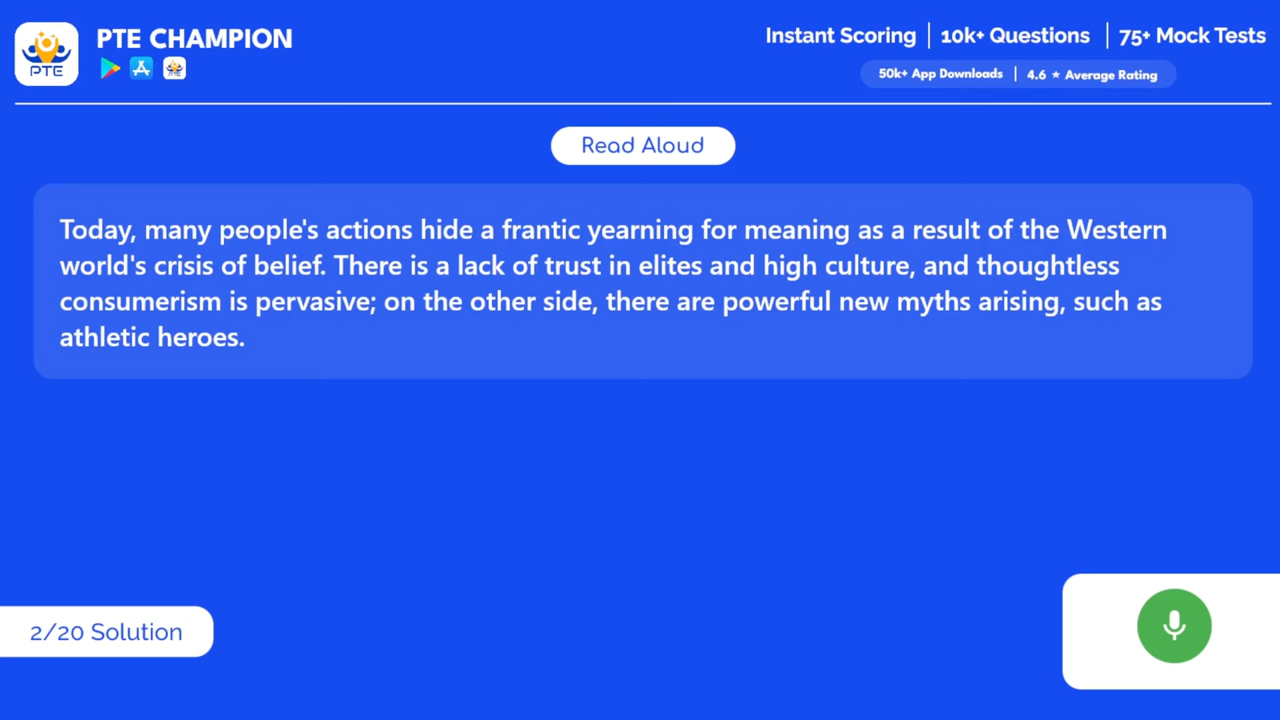 PTE CHAMPION
PTE
Instant Scoring | 10k+ Questions | 75+ Mock Tests
50k+ App Downloads | 4.6 ★ Average Rating
Read Aloud
Today, many people's actions hide a frantic yearning for meaning as a result of the Western
world's crisis of belief. There is a lack of trust in elites and high culture, and thoughtless
consumerism is pervasive; on the other side, there are powerful new myths arising, such as
athletic heroes.
2/20 Solution